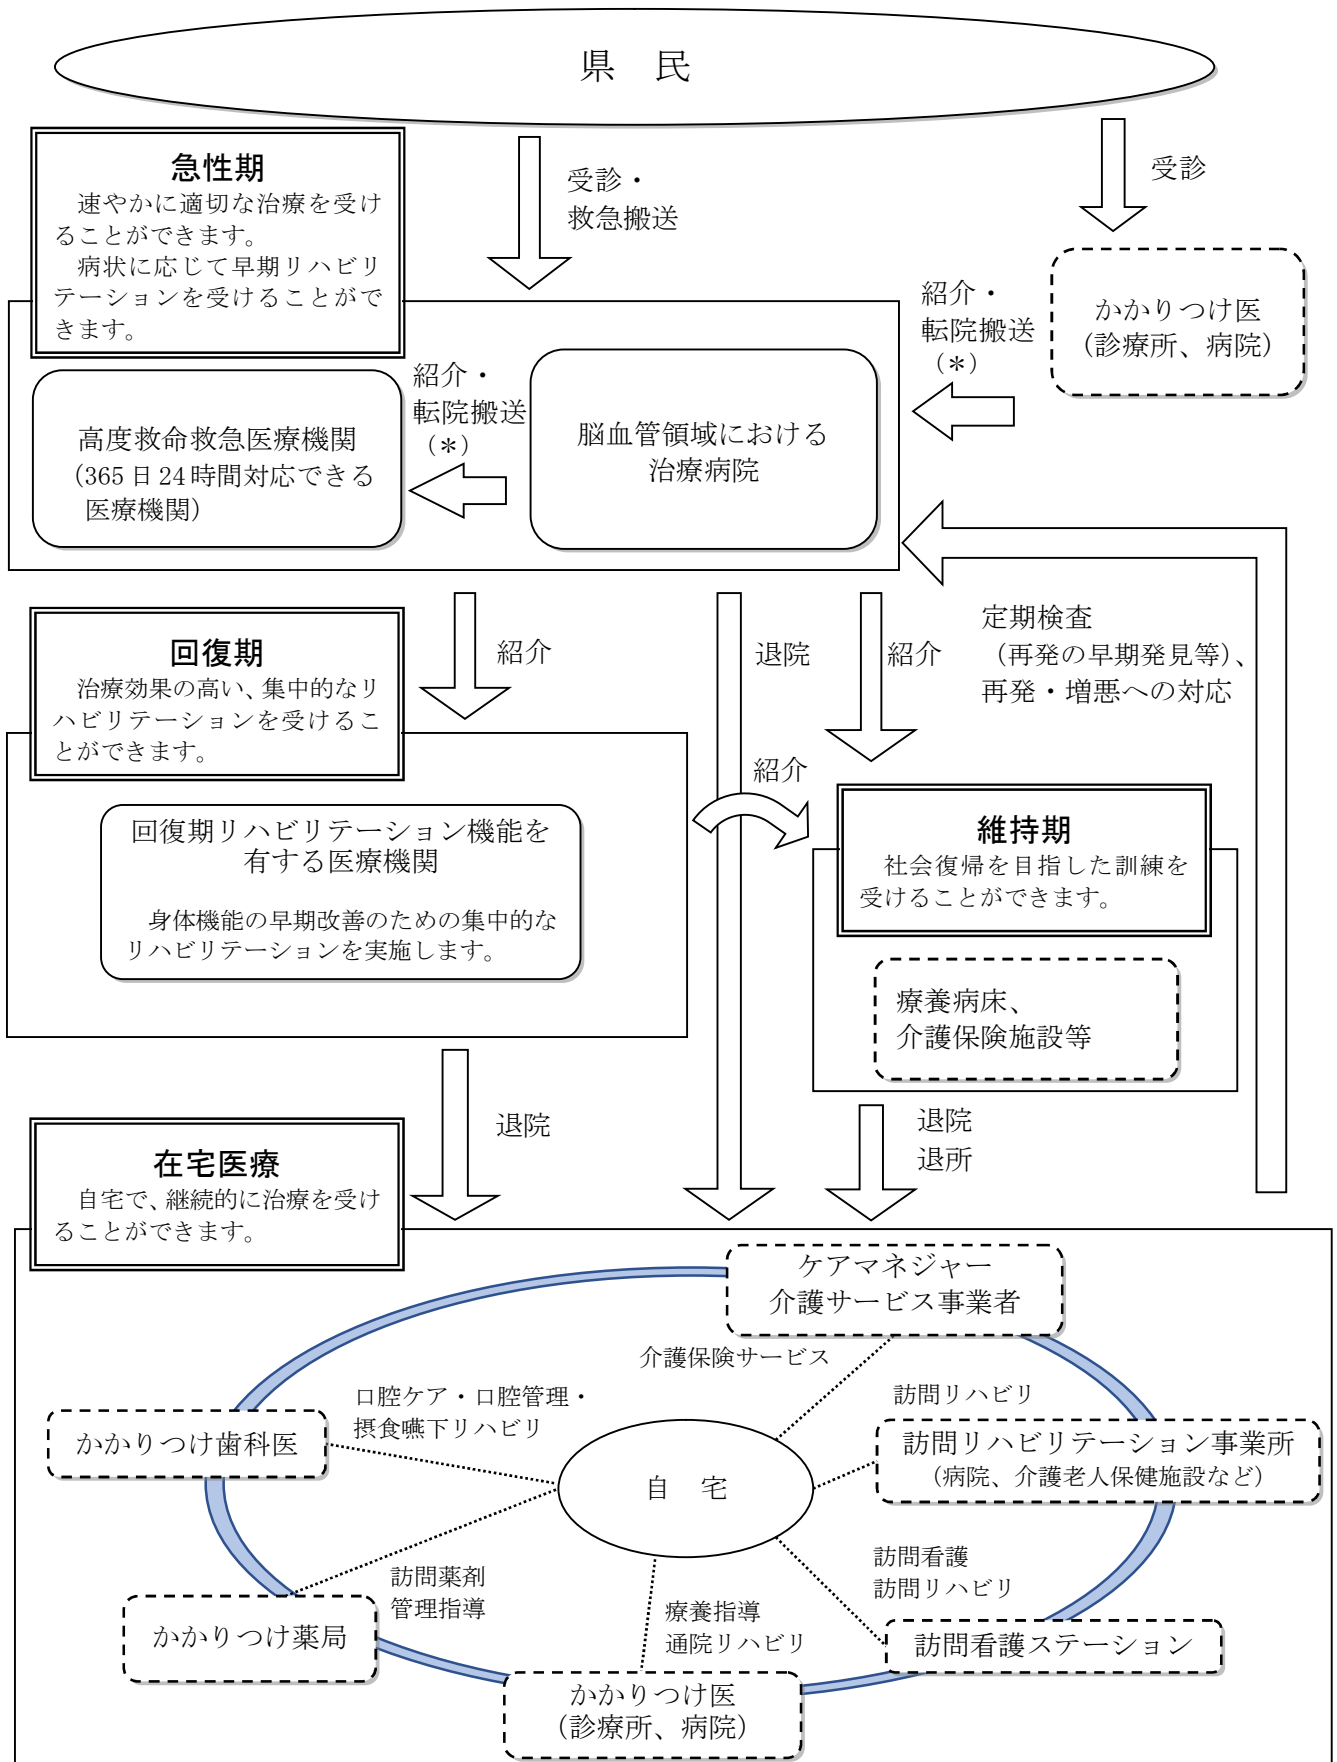 県　民
急性期
速やかに適切な治療を受け
ることができます。
病状に応じて早期リハビリ
テーションを受けることがで
きます。
受診・
救急搬送
受診
かかりつけ医
（診療所、病院）
紹介・
転院搬送
（＊）
高度救命救急医療機関
（365日24時間対応できる
医療機関）
紹介・
転院搬送
（＊）
脳血管領域における
治療病院
回復期
治療効果の高い、集中的なリ
ハビリテーションを受けるこ
とができます。
紹介
退院
紹介
定期検査
（再発の早期発見等）、
再発・増悪への対応
紹介
回復期リハビリテーション機能を
有する医療機関
身体機能の早期改善のための集中的な
リハビリテーションを実施します。
維持期
社会復帰を目指した訓練を
受けることができます。
療養病床、
介護保険施設等
退院
退院
退所
在宅医療
自宅で、継続的に治療を受け
ることができます。
ケアマネジャー
介護サービス事業者
介護保険サービス
口腔ケア・口腔管理・
摂食嚥下リハビリ
かかりつけ歯科医
訪問リハビリ
訪問リハビリテーション事業所
（病院、介護老人保健施設など）
自　宅
訪問薬剤
管理指導
かかりつけ薬局
療養指導
通院リハビリ
かかりつけ医
（診療所、病院）
訪問看護
訪問リハビリ
訪問看護ステーション